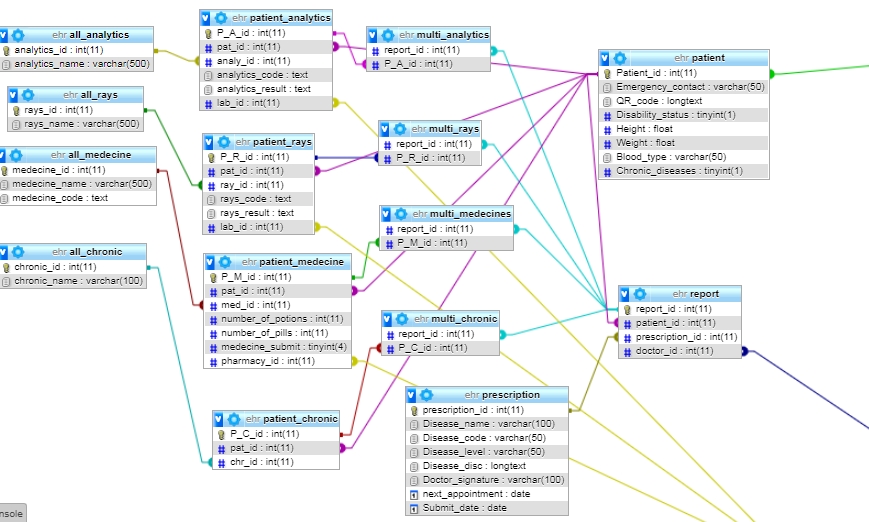 ehr all_analytics
analytics_id : int(11)
analytics_name : varchar(500)
ehr all_rays
rays_id : int(11)
rays_name : varchar(500)
ehr all_medecine
medecine_id : int(11)
medecine_name : varchar(500)
medecine_code : text
ehr all_chronic
chronic_id : int(11)
chronic_name : varchar(100)
ehr patient_analytics
P_A_id : int(11)
pat_id : int(11)
analy_id : int(11)
analytics_code : text
analytics_result : text
lab_id : int(11)
ehr patient_rays
P_R_id : int(11)
pat_id : int(11)
ray_id : int(11)
rays_code : text
rays_result : text
lab_id : int(11)
ehr patient_medecine
P_M_id : int(11)
pat_id : int(11)
med_id : int(11)
number_of_potions : int(11)
number_of_pills : int(11)
medecine_submit : tinyint(4)
pharmacy_id : int(11)
ehr patient_chronic
P_C_id : int(11)
pat_id : int(11)
chr_id : int(11)
ehr multi_analytics
report_id : int(11)
P_A_id : int(11)
ehr multi_rays
report_id : int(11)
P_R_id : int(11)
ehr multi_medecines
report_id : int(11)
P_M_id : int(11)
ehr multi_chronic
report_id : int(11)
P_C_id : int(11)
ehr prescription
prescription_id : int(11)
Disease_name : varchar(100)
Disease_code : varchar(50)
Disease_level : varchar(50)
Disease_disc : longtext
Doctor_signature : varchar(100)
next_appointment : date
Submit_date : date
ehr patient
Patient_id : int(11)
Emergency_contact : varchar(50)
QR_code : longtext
Disability_status : tinyint(1)
Height : float
Weight : float
Blood_type : varchar(50)
Chronic_diseases : tinyint(1)
ehr report
report_id : int(11)
patient_id : int(11)
prescription_id : int(11)
doctor_id : int(11)
nsole